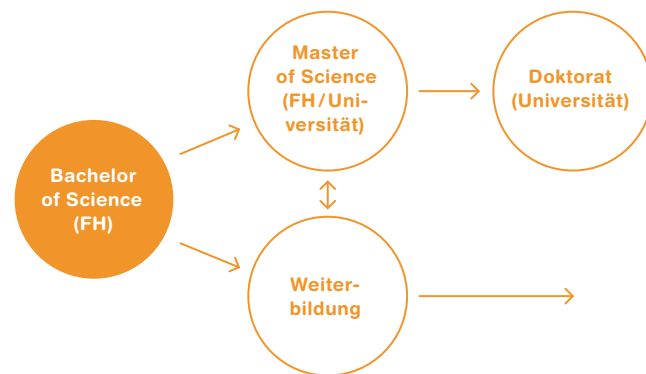 Master
of Science
(FH/Uni-
versität)
Doktorat
(Universität)
Bachelor
of Science
(FH)
Weiter-
bildung